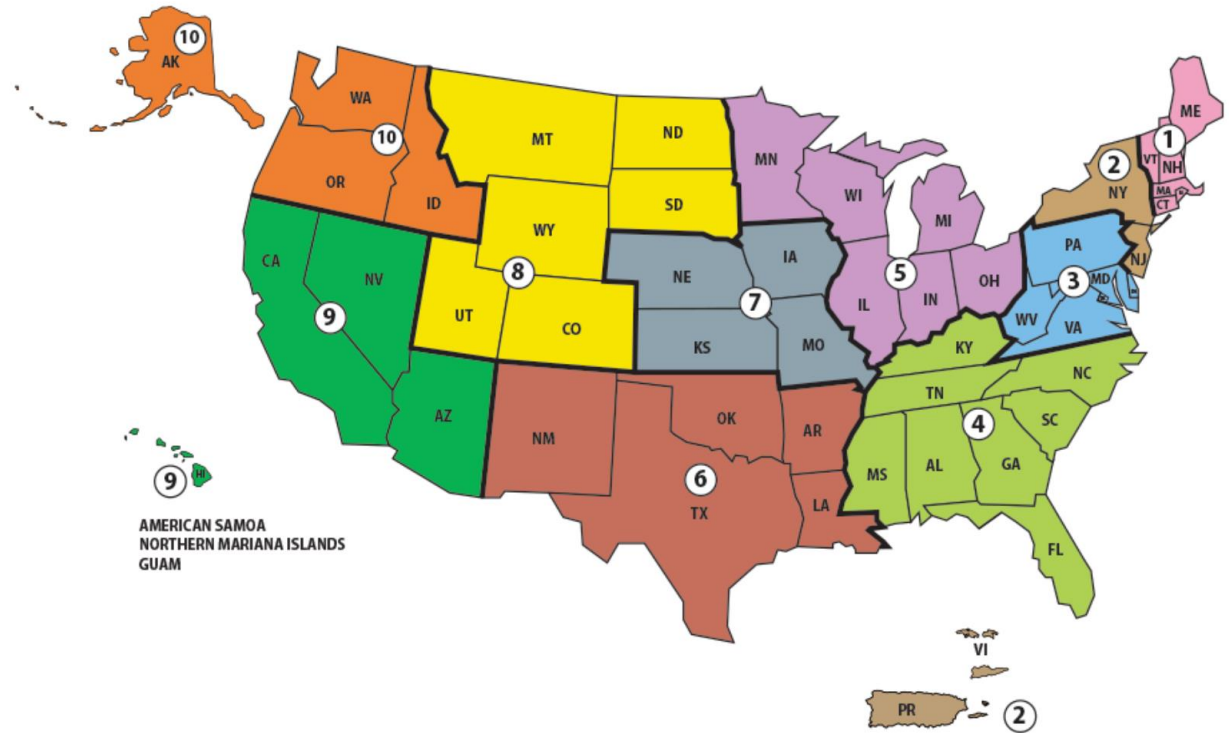 10
AK
WA
10
OR
ID
MT
ND
SD
WY
8
UT
CO
CA
NV
9
AZ
9
HI
AMERICAN SAMOA
NORTHERN MARIANA ISLANDS
GUAM
MN
WI
MI
5
IL
IN
OH
NE
IA
7
KS
MO
NM
OK
AR
6
TX
LA
KY
TN
NC
4
SC
MS
AL
GA
FL
ME
1
VT
NH
MA
CT
2
NY
NJ
PA
3
MD
WV
VA
VI
PR
2